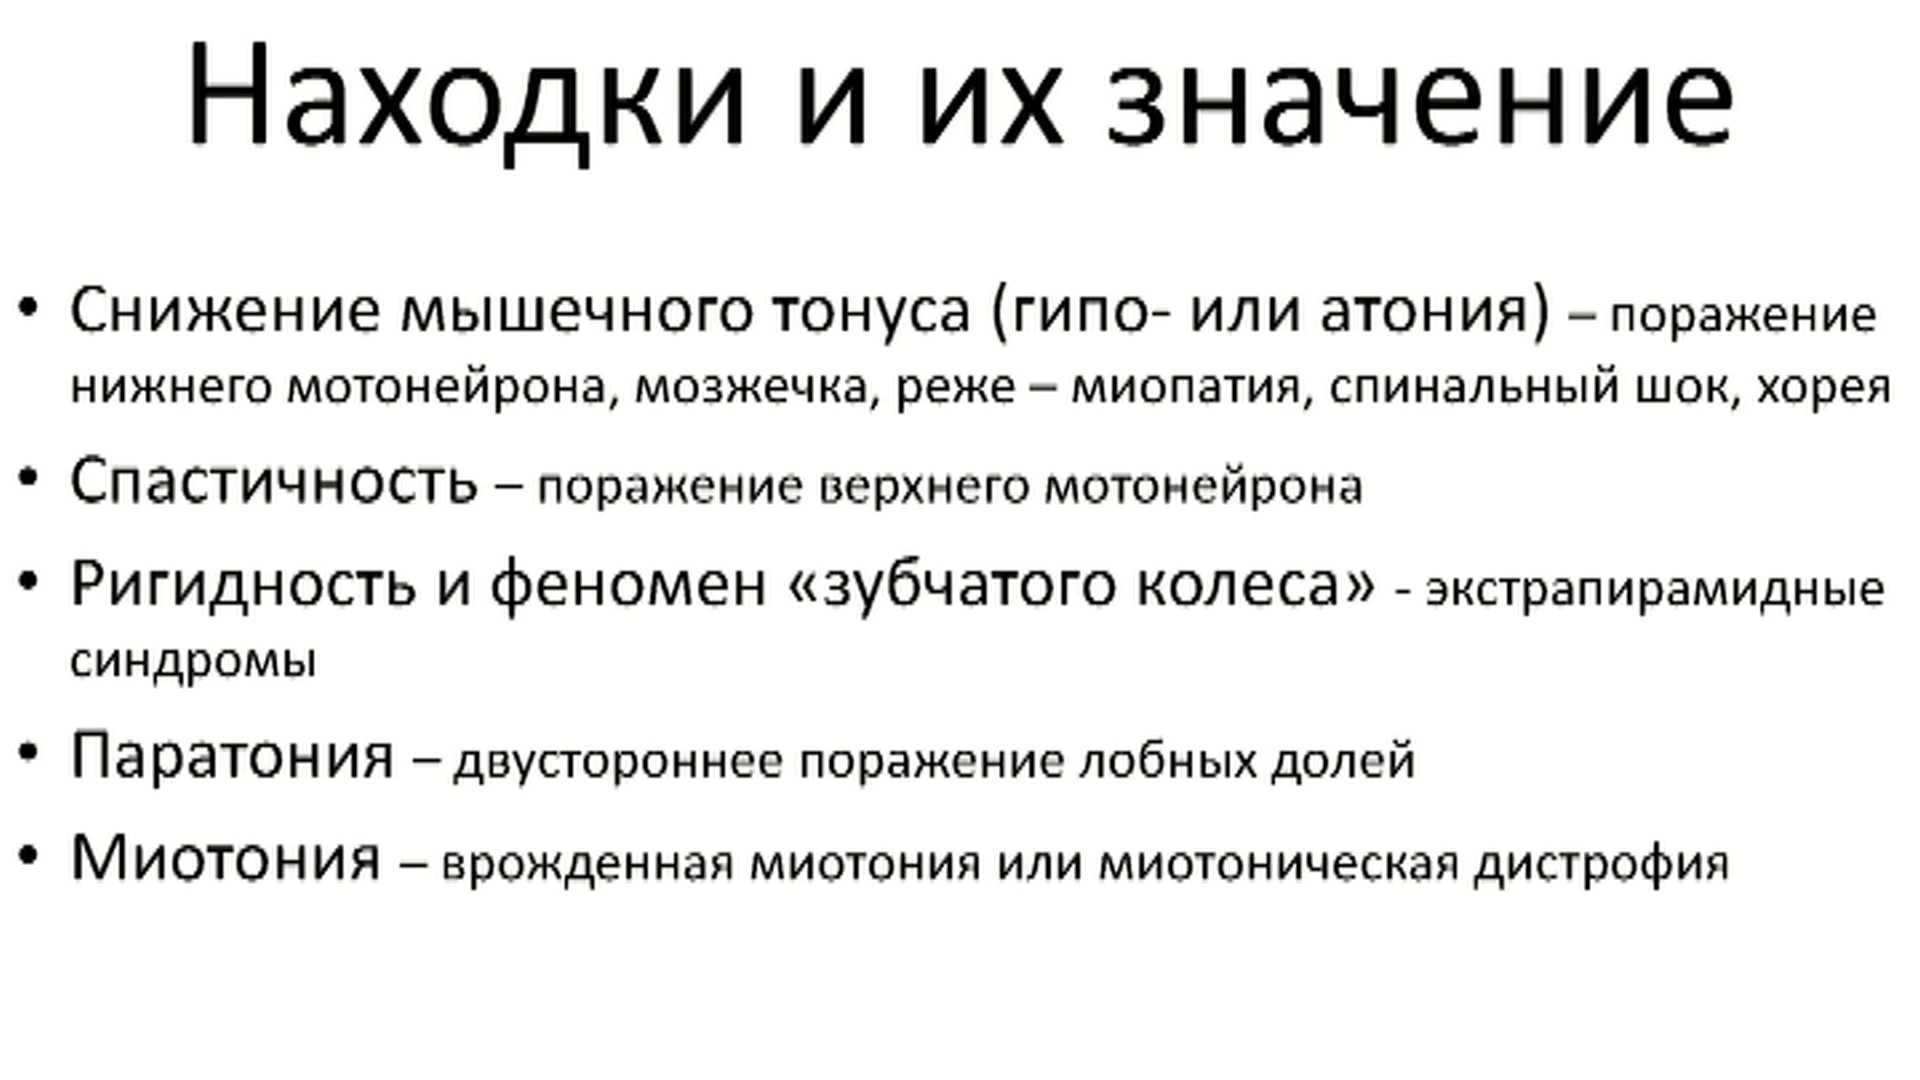 Находки и их значение
• Снижение мышечного тонуса (гипо- или атония) – поражение
нижнего мотонейрона, мозжечка, реже – миопатия, спинальный шок, хорея
• Спастичность – поражение верхнего мотонейрона
• Ригидность и феномен «зубчатого колеса» - экстрапирамидные
синдромы
• Паратония – двустороннее поражение лобных долей
• Миотония – врожденная миотония или миотоническая дистрофия